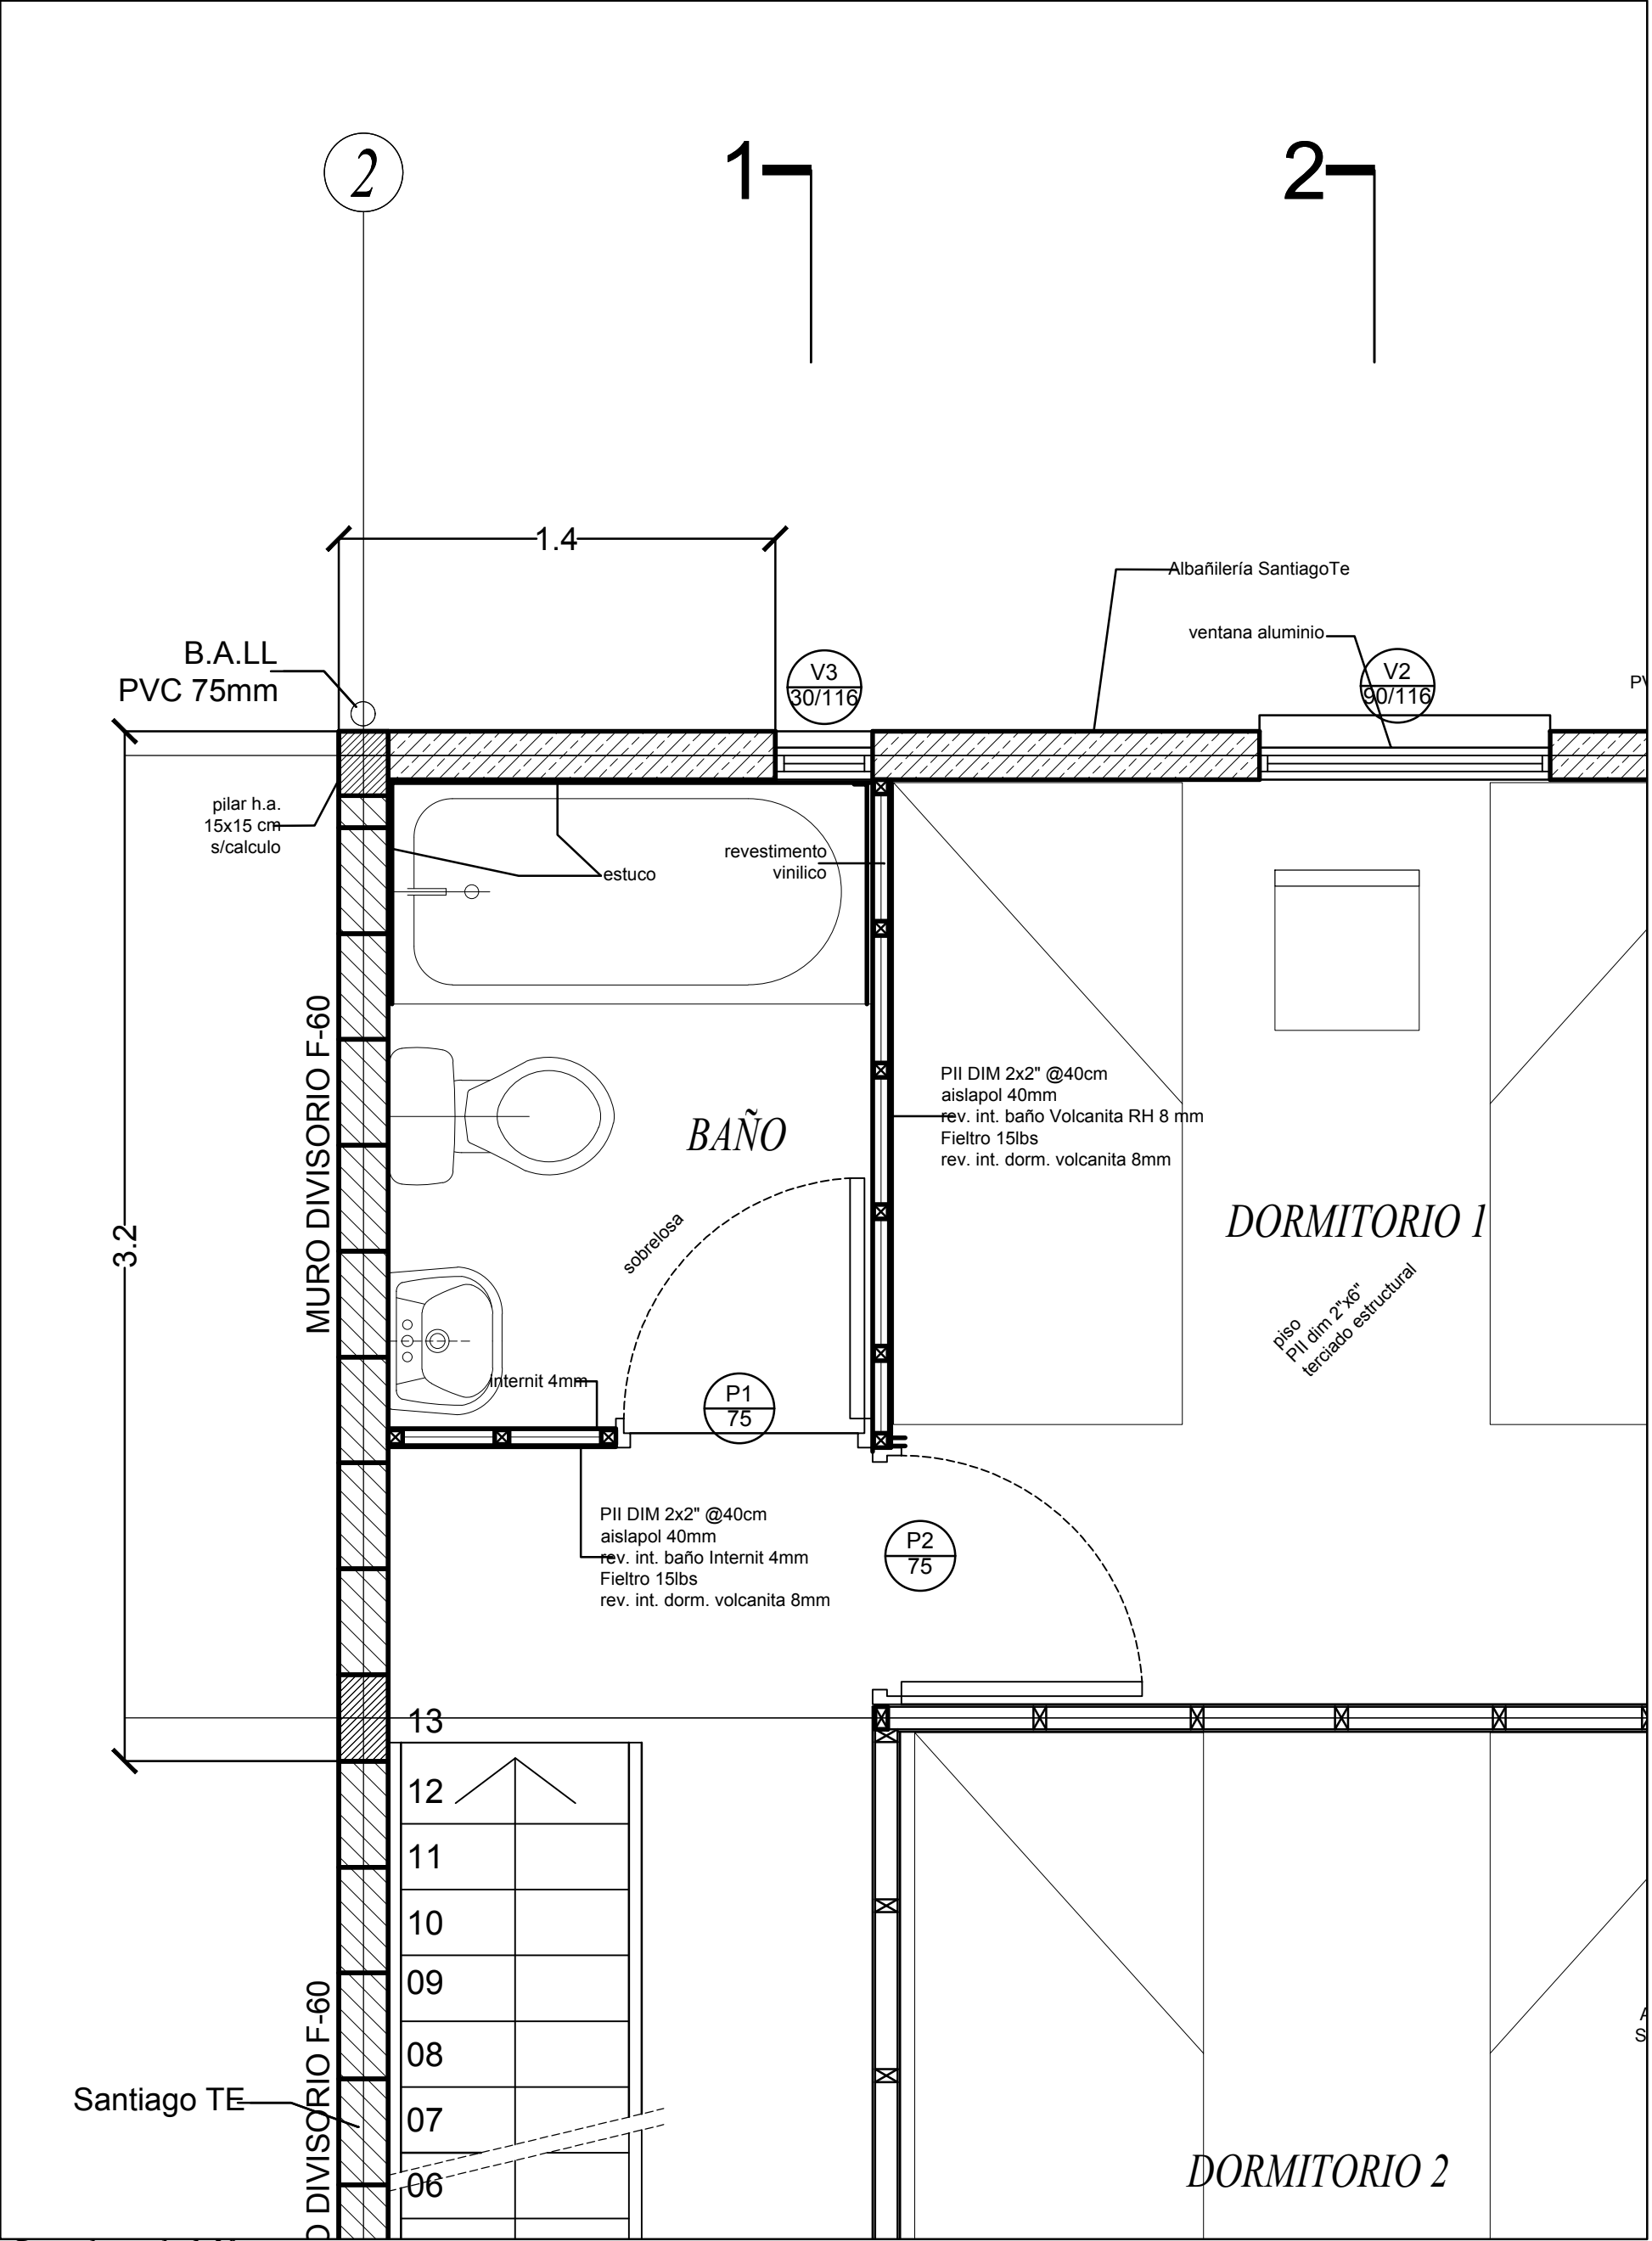 2
1
2
1.4
Albañilería SantiagoTe
ventana aluminio
B.A.LL
PVC 75mm
V3
30/116
V2
90/116
pilar h.a.
15x15 cm
s/calculo
estuco
revestimento
vinilico
MURO DIVISORIO F-60
3.2
BAÑO
PII DIM 2x2" @40cm
aislapol 40mm
rev. int. baño Volcanita RH 8 mm
Fieltro 15lbs
rev. int. dorm. volcanita 8mm
DORMITORIO 1
sobrelosa
piso
PII dim 2"x6"
terciado estructural
internit 4mm
P1
75
PII DIM 2x2" @40cm
aislapol 40mm
rev. int. baño Internit 4mm
Fieltro 15lbs
rev. int. dorm. volcanita 8mm
P2
75
13
12
11
10
09
08
07
06
Santiago TE
O DIVISORIO F-60
DORMITORIO 2